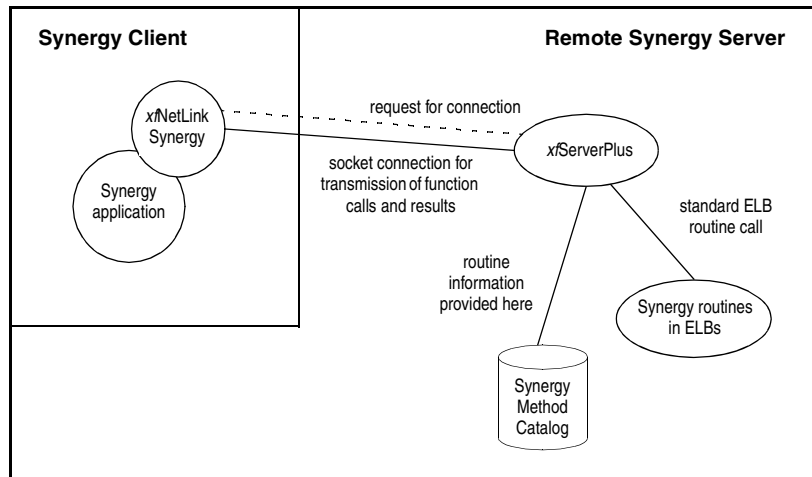 Synergy Client
Remote Synergy Server
xfNetLink
Synergy
Synergy
application
request for connection
socket connection for
transmission of function
calls and results
xfServerPlus
standard ELB
routine call
routine
information
provided here
Synergy routines
in ELBs
Synergy
Method
Catalog